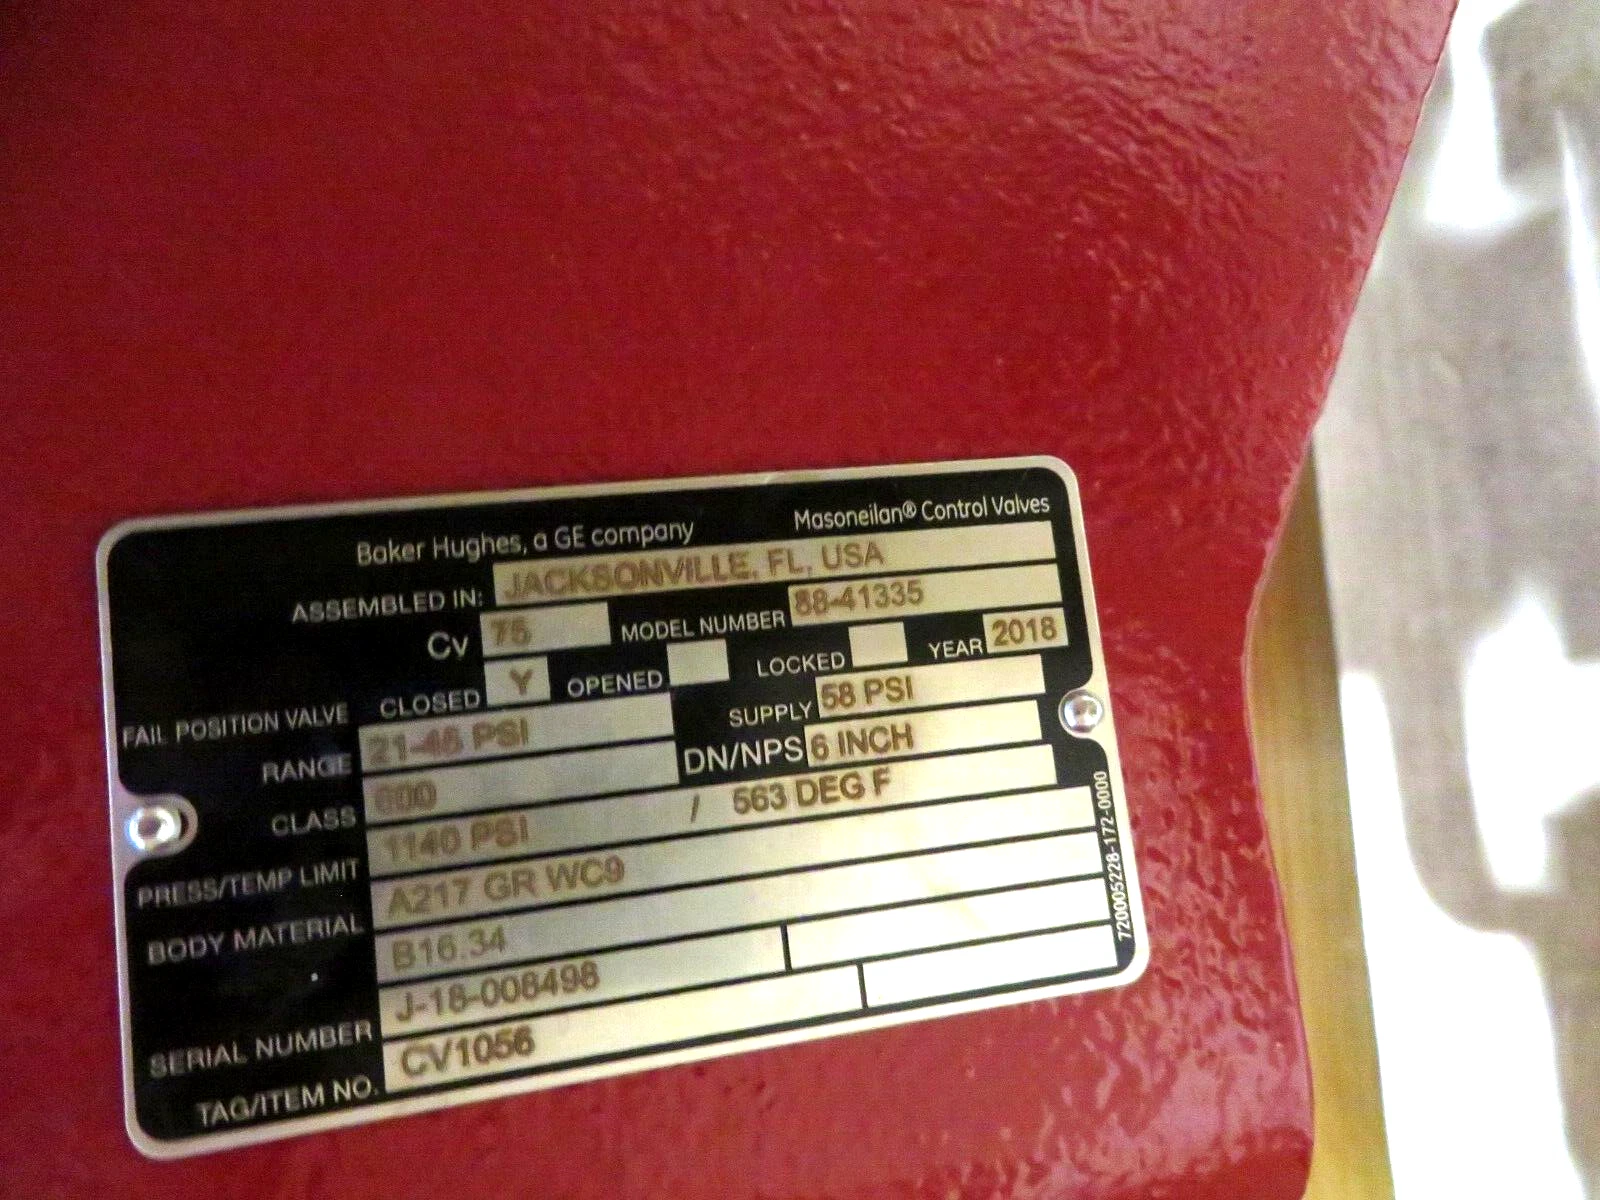 Baker Hughes, a GE company Masoneilan® Control Valves
ASSEMBLED IN: JACKSONVILLE, FL, USA
Cv 75 MODEL NUMBER 88-41335
FAIL POSITION VALVE CLOSED Y OPENED LOCKED YEAR 2018
RANGE 21-45 PSI SUPPLY 58 PSI
CLASS 600 DN/NPS 6 INCH
PRESS/TEMP LIMIT 1140 PSI / 563 DEG F
BODY MATERIAL A217 GR WC9
B16.34
SERIAL NUMBER J-18-008498
TAG/ITEM NO. CV1056
720005228-172-0000